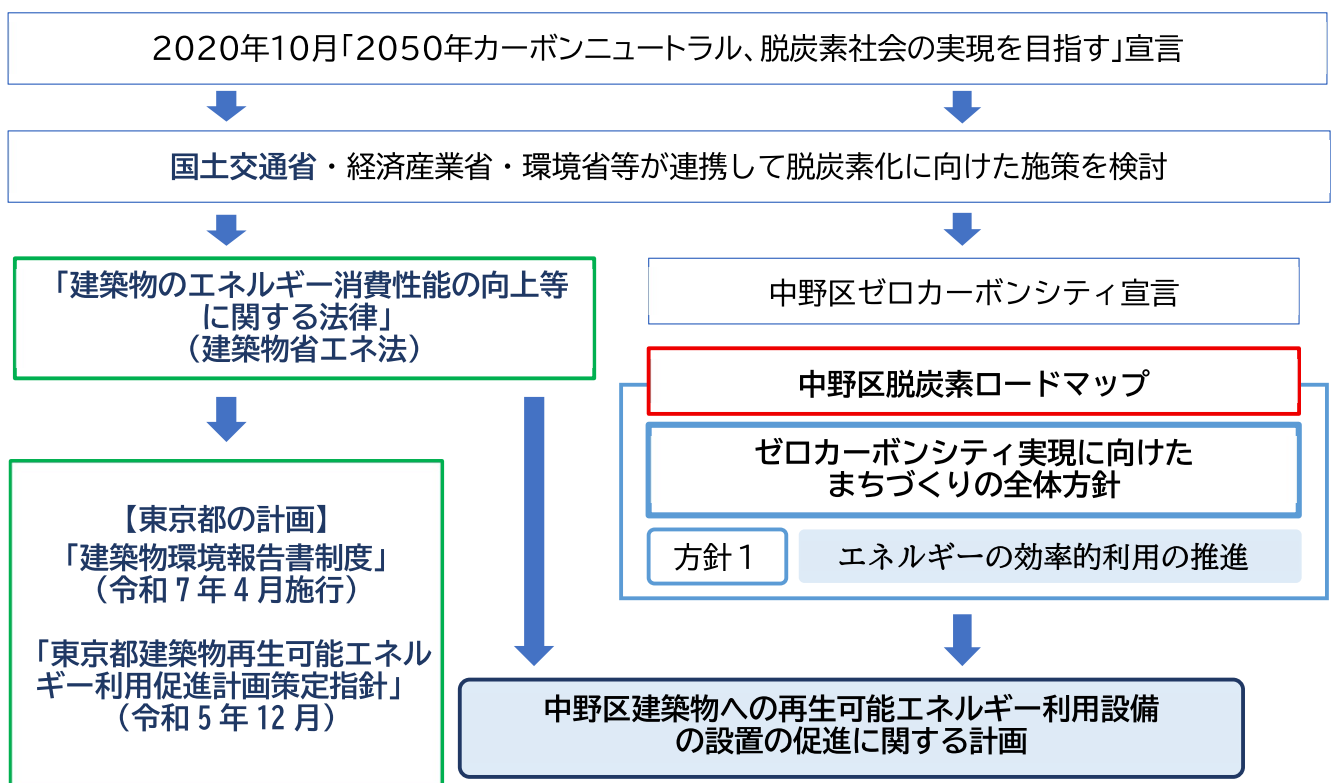 2020年10月「2050年カーボンニュートラル、脱炭素社会の実現を目指す」宣言
国土交通省・経済産業省・環境省等が連携して脱炭素化に向けた施策を検討
「建築物のエネルギー消費性能の向上等
に関する法律」
（建築物省エネ法）
【東京都の計画】
「建築物環境報告書制度」
（令和７年４月施行）
「東京都建築物再生可能エネル
ギー利用促進計画策定指針」
（令和５年12月）
中野区ゼロカーボンシティ宣言
中野区脱炭素ロードマップ
ゼロカーボンシティ実現に向けた
まちづくりの全体方針
方針１ エネルギーの効率的利用の推進
中野区建築物への再生可能エネルギー利用設備
の設置の促進に関する計画